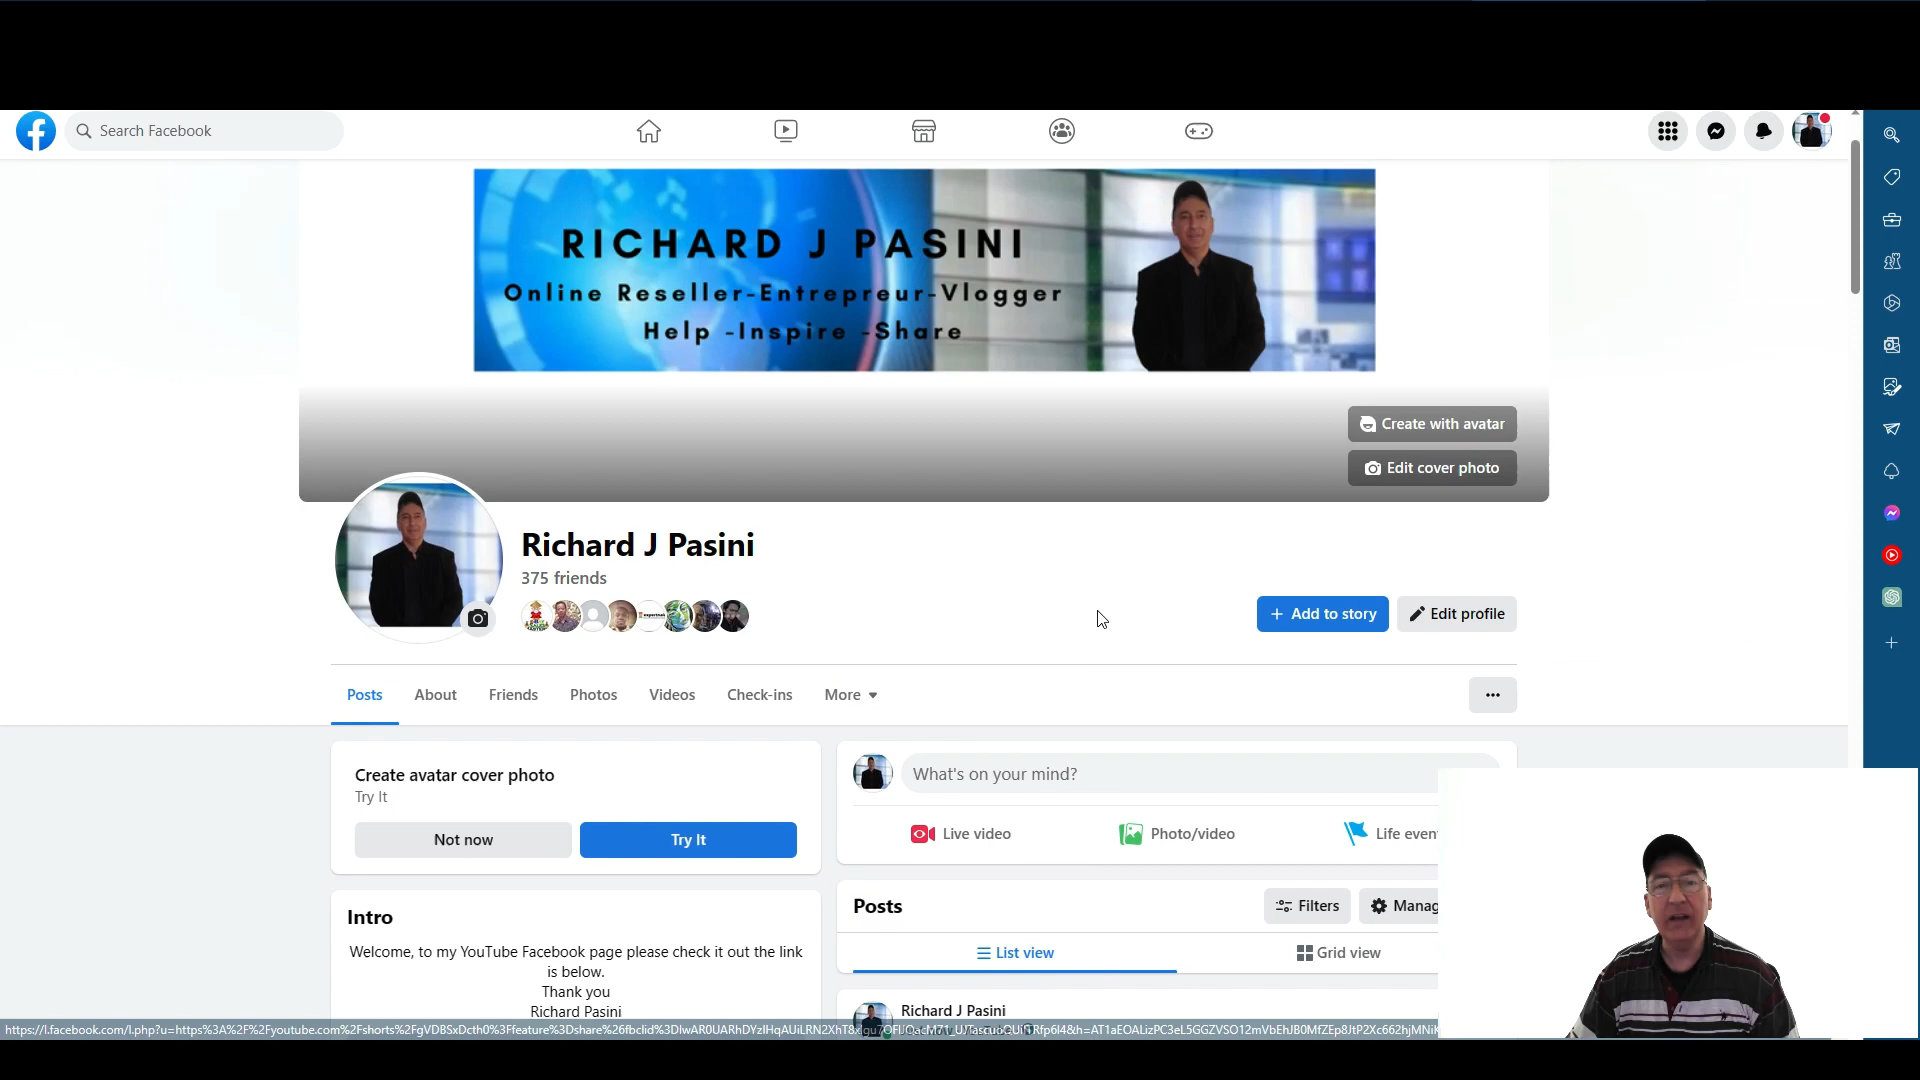 Search Facebook
RICHARD J PASINI
Online Reseller-Entrepreur-Vlogger
Help -Inspire -Share
Create with avatar
Edit cover photo
Richard J Pasini
375 friends
+ Add to story
Edit profile
Posts
About
Friends
Photos
Videos
Check-ins
More
Create avatar cover photo
Try It
Not now
Try It
What's on your mind?
Live video
Photo/video
Life even
Posts
Filters
Manag
List view
Grid view
Intro
Welcome, to my YouTube Facebook page please check it out the link
is below.
Thank you
Richard Pasini
Richard J Pasini